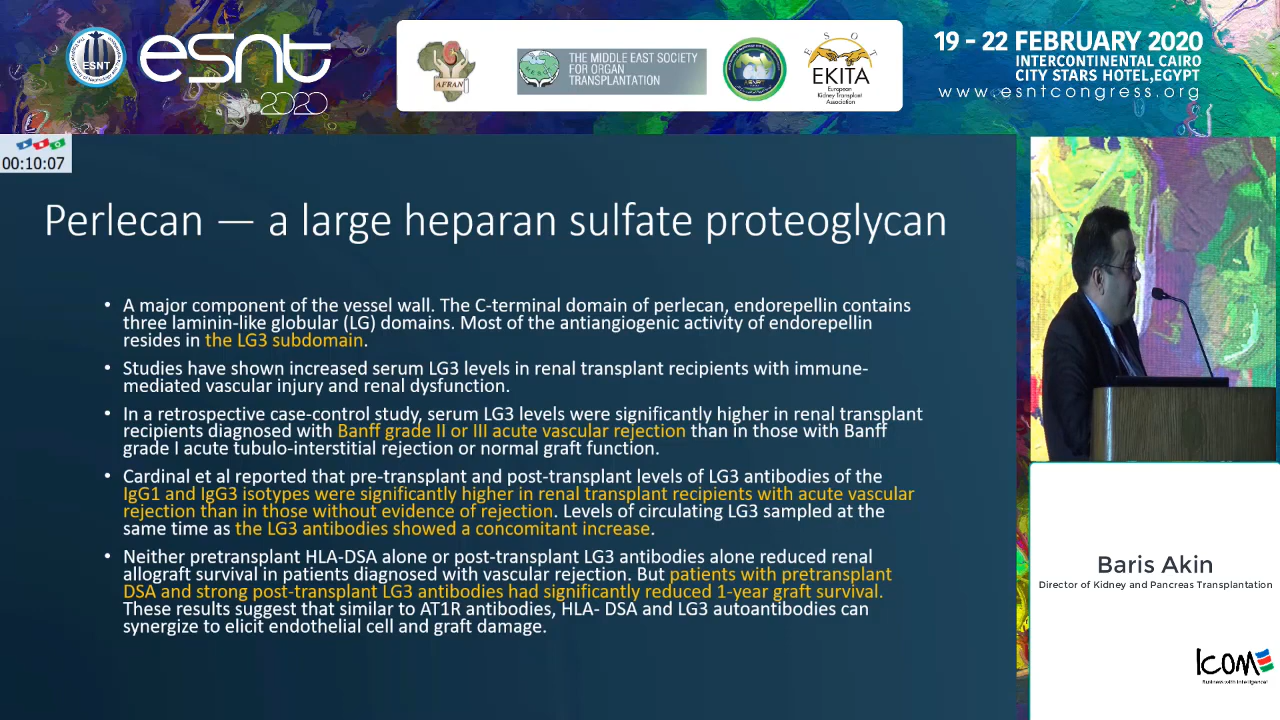 ESNT
esnt
2020
AFRAN
THE MIDDLE EAST SOCIETY
FOR ORGAN
TRANSPLANTATION
E S O T
EKITA
European
Kidney Transplant
Association
19 - 22 FEBRUARY 2020
INTERCONTINENTAL CAIRO
CITY STARS HOTEL,EGYPT
www.esntcongress.org
00:10:07
Perlecan — a large heparan sulfate proteoglycan
• A major component of the vessel wall. The C-terminal domain of perlecan, endorepellin contains
three laminin-like globular (LG) domains. Most of the antiangiogenic activity of endorepellin
resides in the LG3 subdomain.
• Studies have shown increased serum LG3 levels in renal transplant recipients with immune-
mediated vascular injury and renal dysfunction.
• In a retrospective case-control study, serum LG3 levels were significantly higher in renal transplant
recipients diagnosed with Banff grade II or III acute vascular rejection than in those with Banff
grade I acute tubulo-interstitial rejection or normal graft function.
• Cardinal et al reported that pre-transplant and post-transplant levels of LG3 antibodies of the
IgG1 and IgG3 isotypes were significantly higher in renal transplant recipients with acute vascular
rejection than in those without evidence of rejection. Levels of circulating LG3 sampled at the
same time as the LG3 antibodies showed a concomitant increase.
• Neither pretransplant HLA-DSA alone or post-transplant LG3 antibodies alone reduced renal
allograft survival in patients diagnosed with vascular rejection. But patients with pretransplant
DSA and strong post-transplant LG3 antibodies had significantly reduced 1-year graft survival.
These results suggest that similar to AT1R antibodies, HLA- DSA and LG3 autoantibodies can
synergize to elicit endothelial cell and graft damage.
Baris Akin
Director of Kidney and Pancreas Transplantation
ICOM
Business with Intelligence!